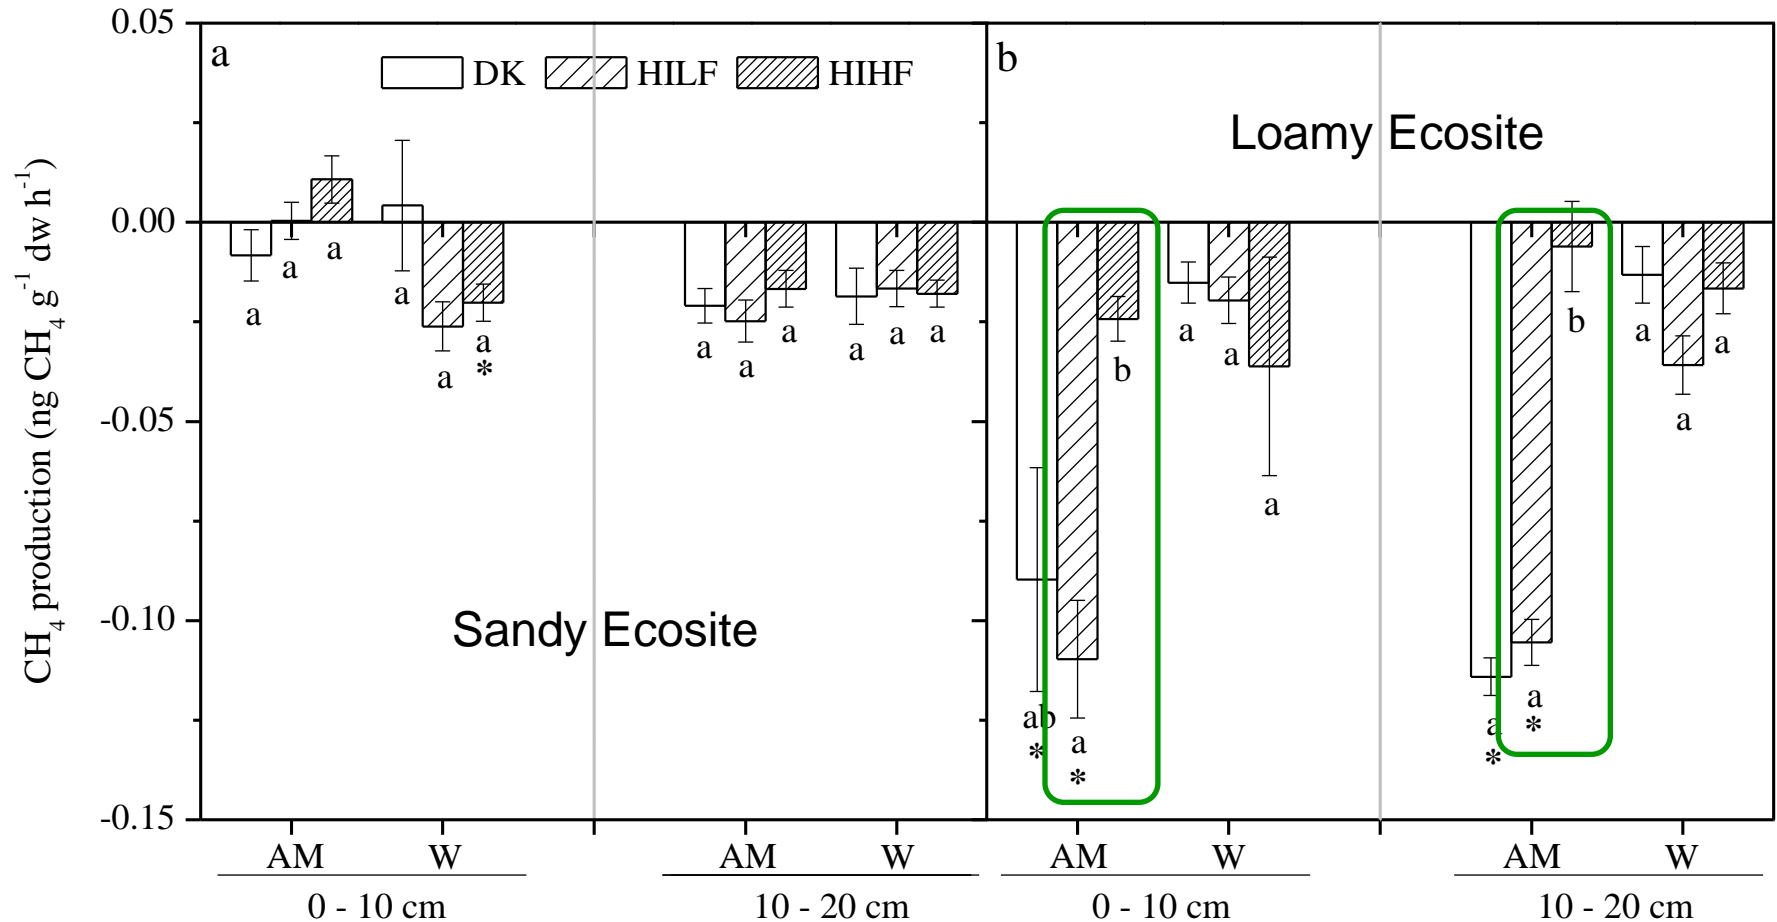 0.05
0.00
-0.05
-0.10
-0.15
CH4 production (ng CH4 g-1 dw h-1)
a
DK HILF HIHF
a
a
a
a
a
a
*
a
a
a
a
a
a
Sandy Ecosite
b
Loamy Ecosite
ab
*
a
*
b
a
a
a
a
*
a
*
b
a
a
a
AM W AM W AM W AM W
0 - 10 cm 10 - 20 cm 0 - 10 cm 10 - 20 cm